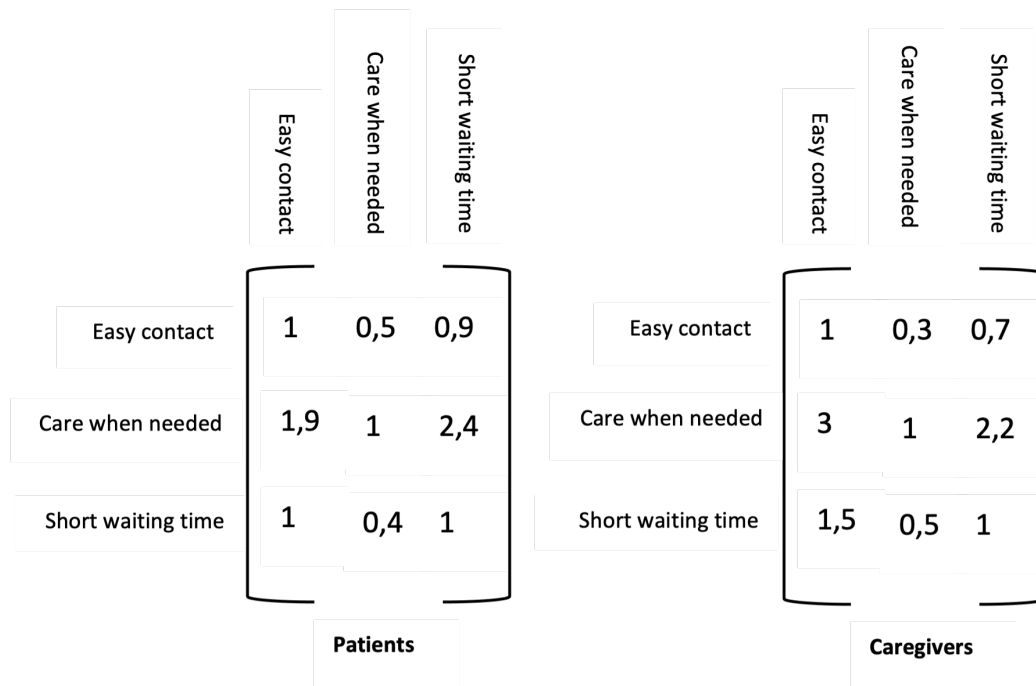 Easy contact
Care when needed
Short waiting time
Easy contact 1 0,5 0,9
Care when needed 1,9 1 2,4
Short waiting time 1 0,4 1
Patients
Easy contact
Care when needed
Short waiting time
Easy contact 1 0,3 0,7
Care when needed 3 1 2,2
Short waiting time 1,5 0,5 1
Caregivers